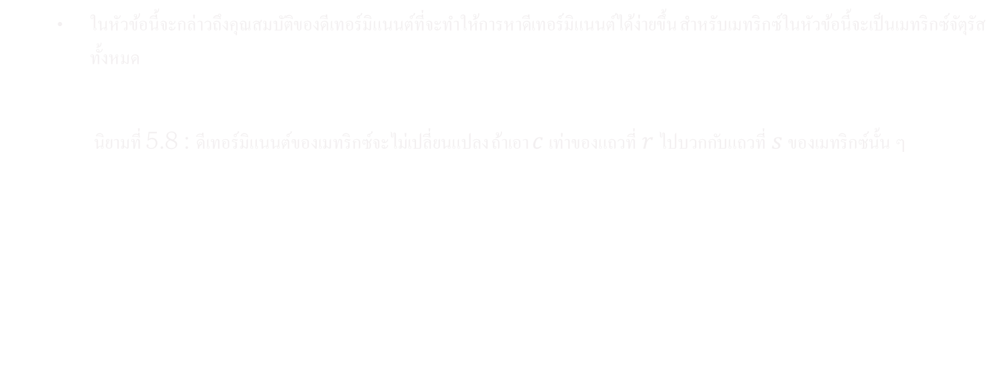 • ในหัวข้อนี้จะกล่าวถึงคุณสมบัติของดีเทอร์มิแนนต์ที่จะทำให้การหาดีเทอร์มิแนนต์ได้ง่ายขึ้น สำหรับเมทริกซ์ในหัวข้อนี้จะเป็นเมทริกซ์จัตุรัส
ทั้งหมด
นิยามที่ 5.8 : ดีเทอร์มิแนนต์ของเมทริกซ์จะไม่เปลี่ยนแปลง ถ้าเอา c เท่าของแถวที่ r ไปบวกกับแถวที่ s ของเมทริกซ์นั้น ๆ